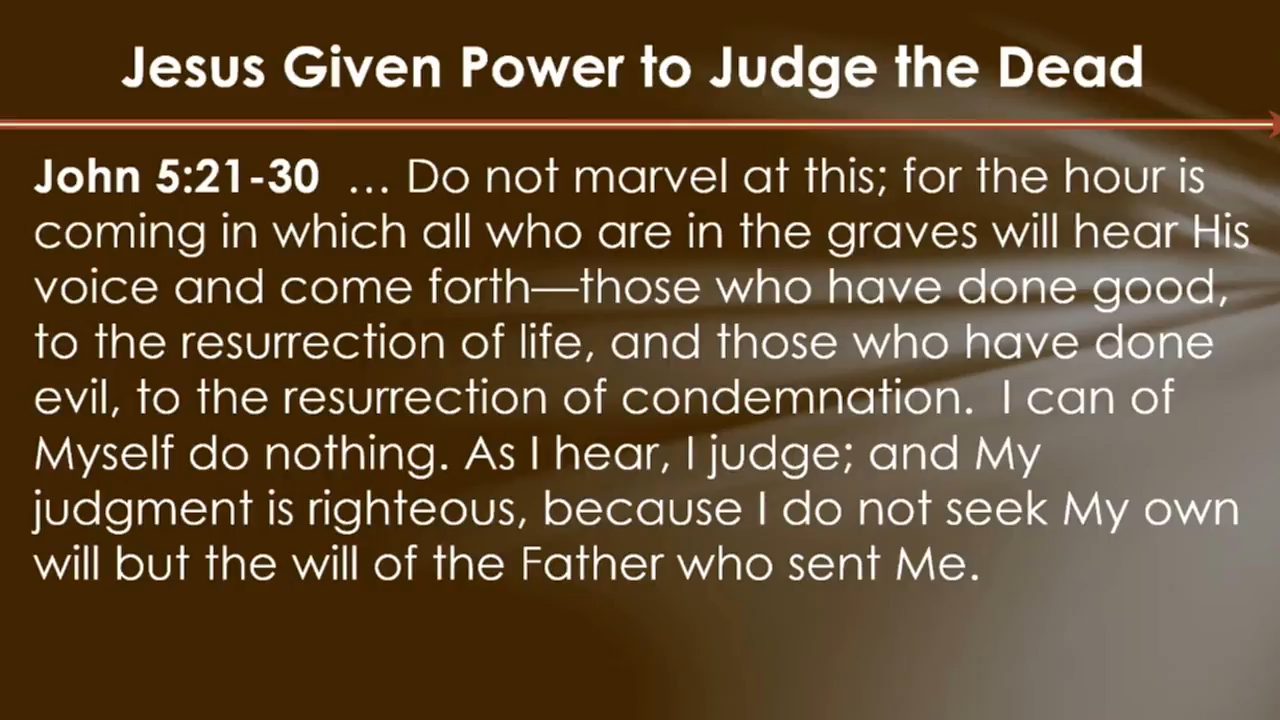 Jesus Given Power to Judge the Dead
John 5:21-30 … Do not marvel at this; for the hour is
coming in which all who are in the graves will hear His
voice and come forth—those who have done good,
to the resurrection of life, and those who have done
evil, to the resurrection of condemnation.  I can of
Myself do nothing. As I hear, I judge; and My
judgment is righteous, because I do not seek My own
will but the will of the Father who sent Me.